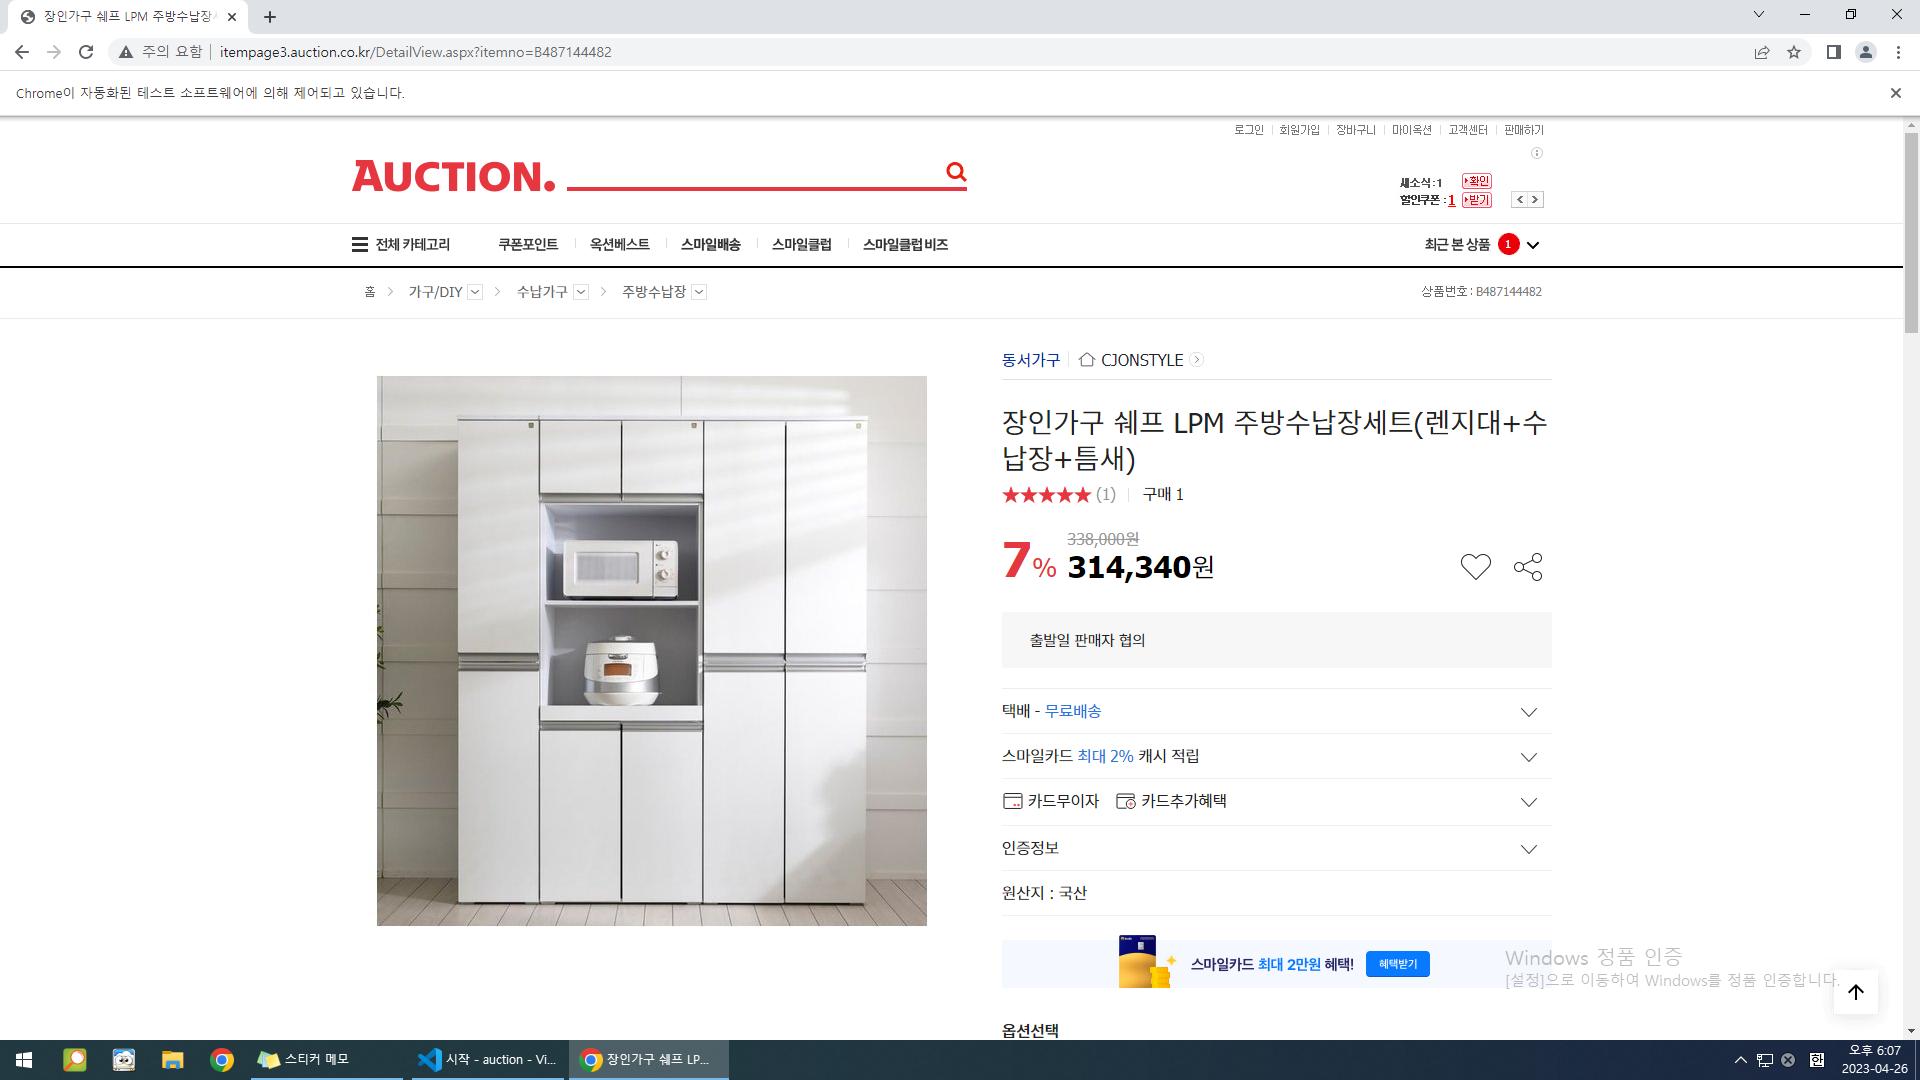 장인가구 쉐프 LPM 주방수납장
주의 요함
itempage3.auction.co.kr/DetailView.aspx?itemno=B487144482
Chrome이 자동화된 테스트 소프트웨어에 의해 제어되고 있습니다.
로그인 회원가입 장바구니 마이옥션 고객센터 판매하기
AUCTION.
새소식 : 1 확인
할인쿠폰 : 1 받기
전체 카테고리 쿠폰포인트 옥션베스트 스마일배송 스마일클럽 스마일클럽 비즈 최근 본 상품 1
홈 > 가구/DIY > 수납가구 > 주방수납장
상품번호 : B487144482
동서가구 CJONSTYLE
장인가구 쉐프 LPM 주방수납장세트(렌지대+수
납장+틈새)
★★★★★ (1) 구매 1
338,000원
7% 314,340원
출발일 판매자 협의
택배 - 무료배송
스마일카드 최대 2% 캐시 적립
카드무이자 카드추가혜택
인증정보
원산지 : 국산
스마일카드 최대 2만원 혜택! 혜택받기
Windows 정품 인증
[설정]으로 이동하여 Windows를 정품 인증합니다.
옵션선택
스티커 메모
시작 - auction - Vi...
장인가구 쉐프 LP...
한
오후 6:07
2023-04-26